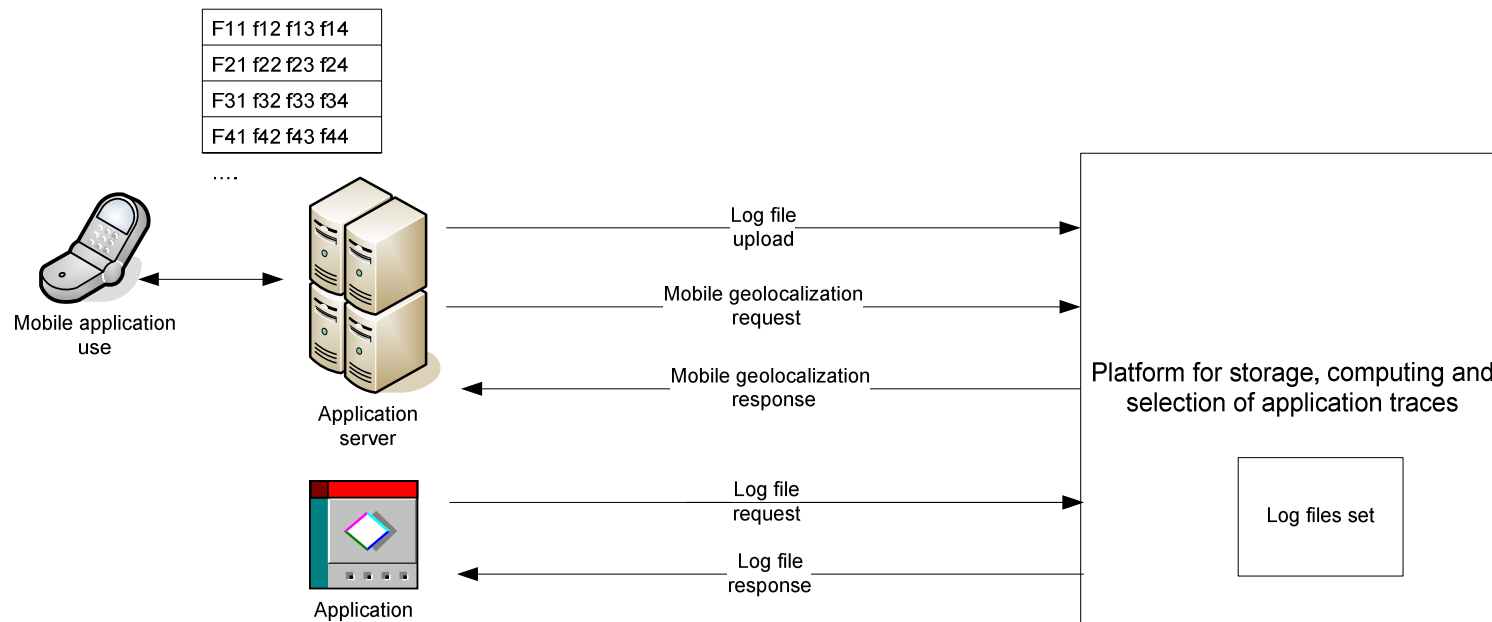 F11 f12 f13 f14
F21 f22 f23 f24
F31 f32 f33 f34
F41 f42 f43 f44
....
Mobile application
use
Application
server
Log file
upload
Mobile geolocalization
request
Mobile geolocalization
response
Platform for storage, computing and
selection of application traces
Log file
request
Log file
response
Application
Log files set